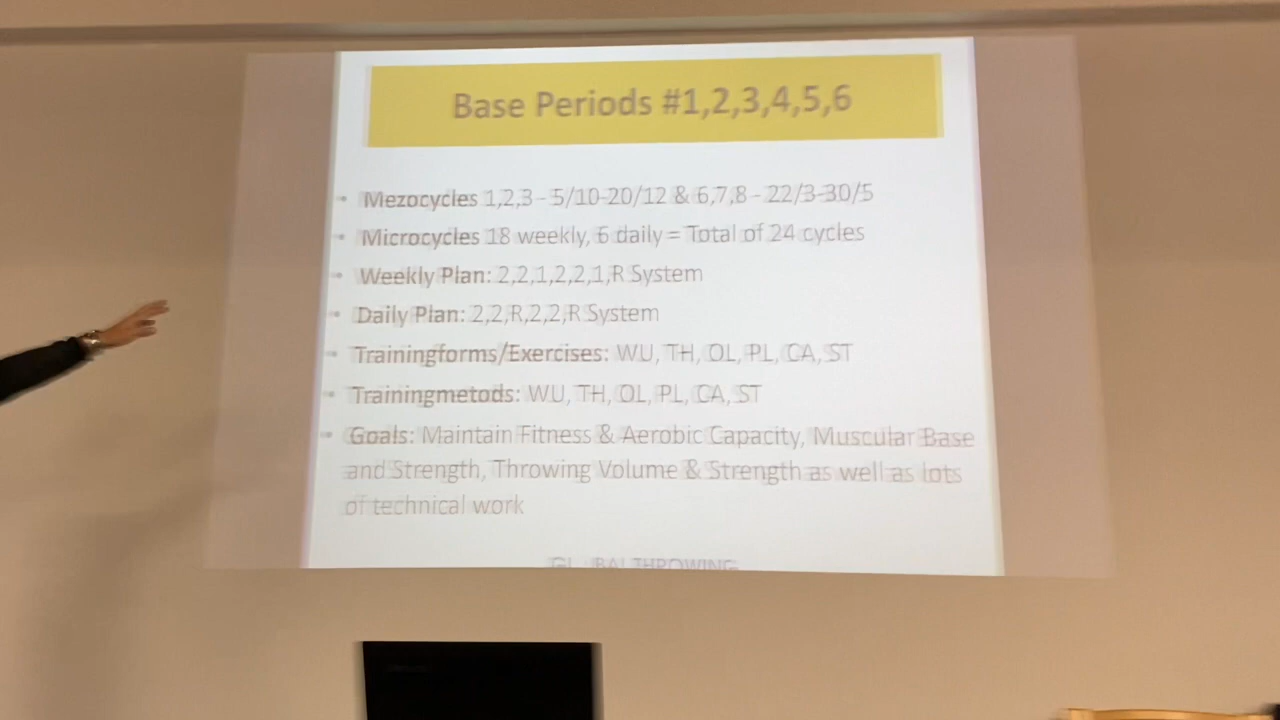 Base Periods #1,2,3,4,5,6
• Mezocycles 1,2,3 - 5/10-20/12 & 6,7,8 - 22/3-30/5
• Microcycles 18 weekly, 6 daily = Total of 24 cycles
• Weekly Plan: 2,2,1,2,2,1,R System
• Daily Plan: 2,2,R,2,2,R System
• Trainingforms/Exercises: WU, TH, OL, PL, CA, ST
• Trainingmetods: WU, TH, OL, PL, CA, ST
• Goals: Maintain Fitness & Aerobic Capacity, Muscular Base
and Strength, Throwing Volume & Strength as well as lots
of technical work
THROWING